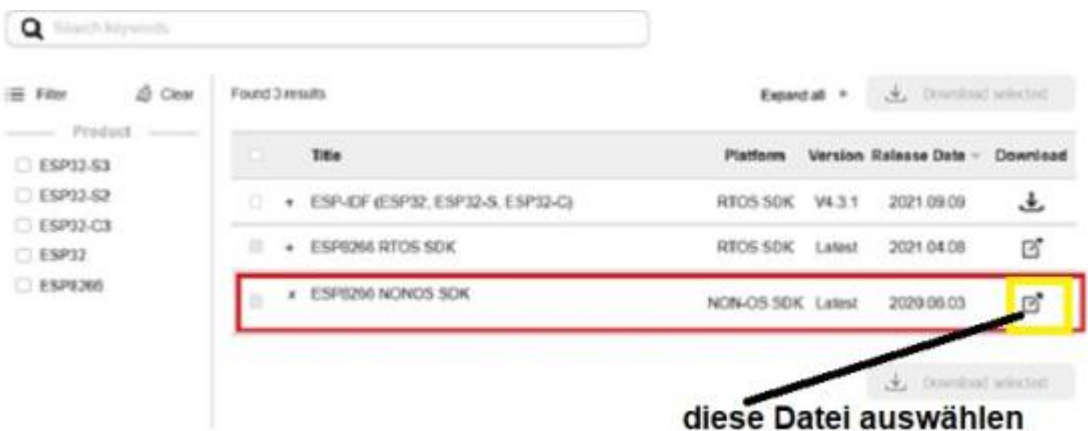 Search keywords
Filter Clear
Product
ESP32-S3
ESP32-S2
ESP32-C3
ESP32
ESP8266
Found 3 results
Expand all
Download selected
Title Platform Version Release Date Download
+ ESP-IDF (ESP32, ESP32-S, ESP32-C) RTOS SDK V4.3.1 2021.09.09
+ ESP8266 RTOS SDK RTOS SDK Latest 2021.04.08
x ESP8266 NONOS SDK NON-OS SDK Latest 2020.06.03
Download selected
diese Datei auswählen